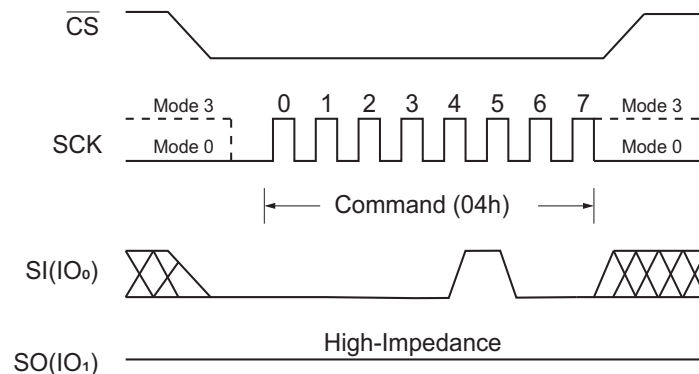 CS
Mode 3 0 1 2 3 4 5 6 7 Mode 3
SCK
Mode 0 Mode 0
Command (04h)
SI(IO₀)
High-Impedance
SO(IO₁)